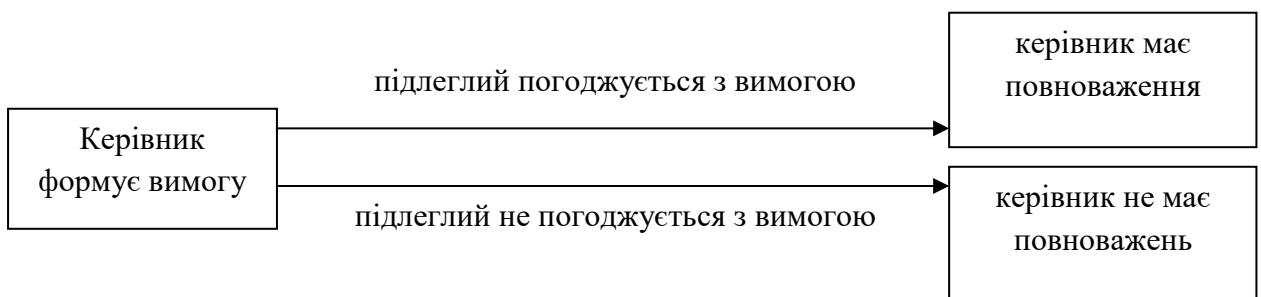 керівник має
повноваження
підлеглий погоджується з вимогою
Керівник
формує вимогу
підлеглий не погоджується з вимогою
керівник не має
повноважень